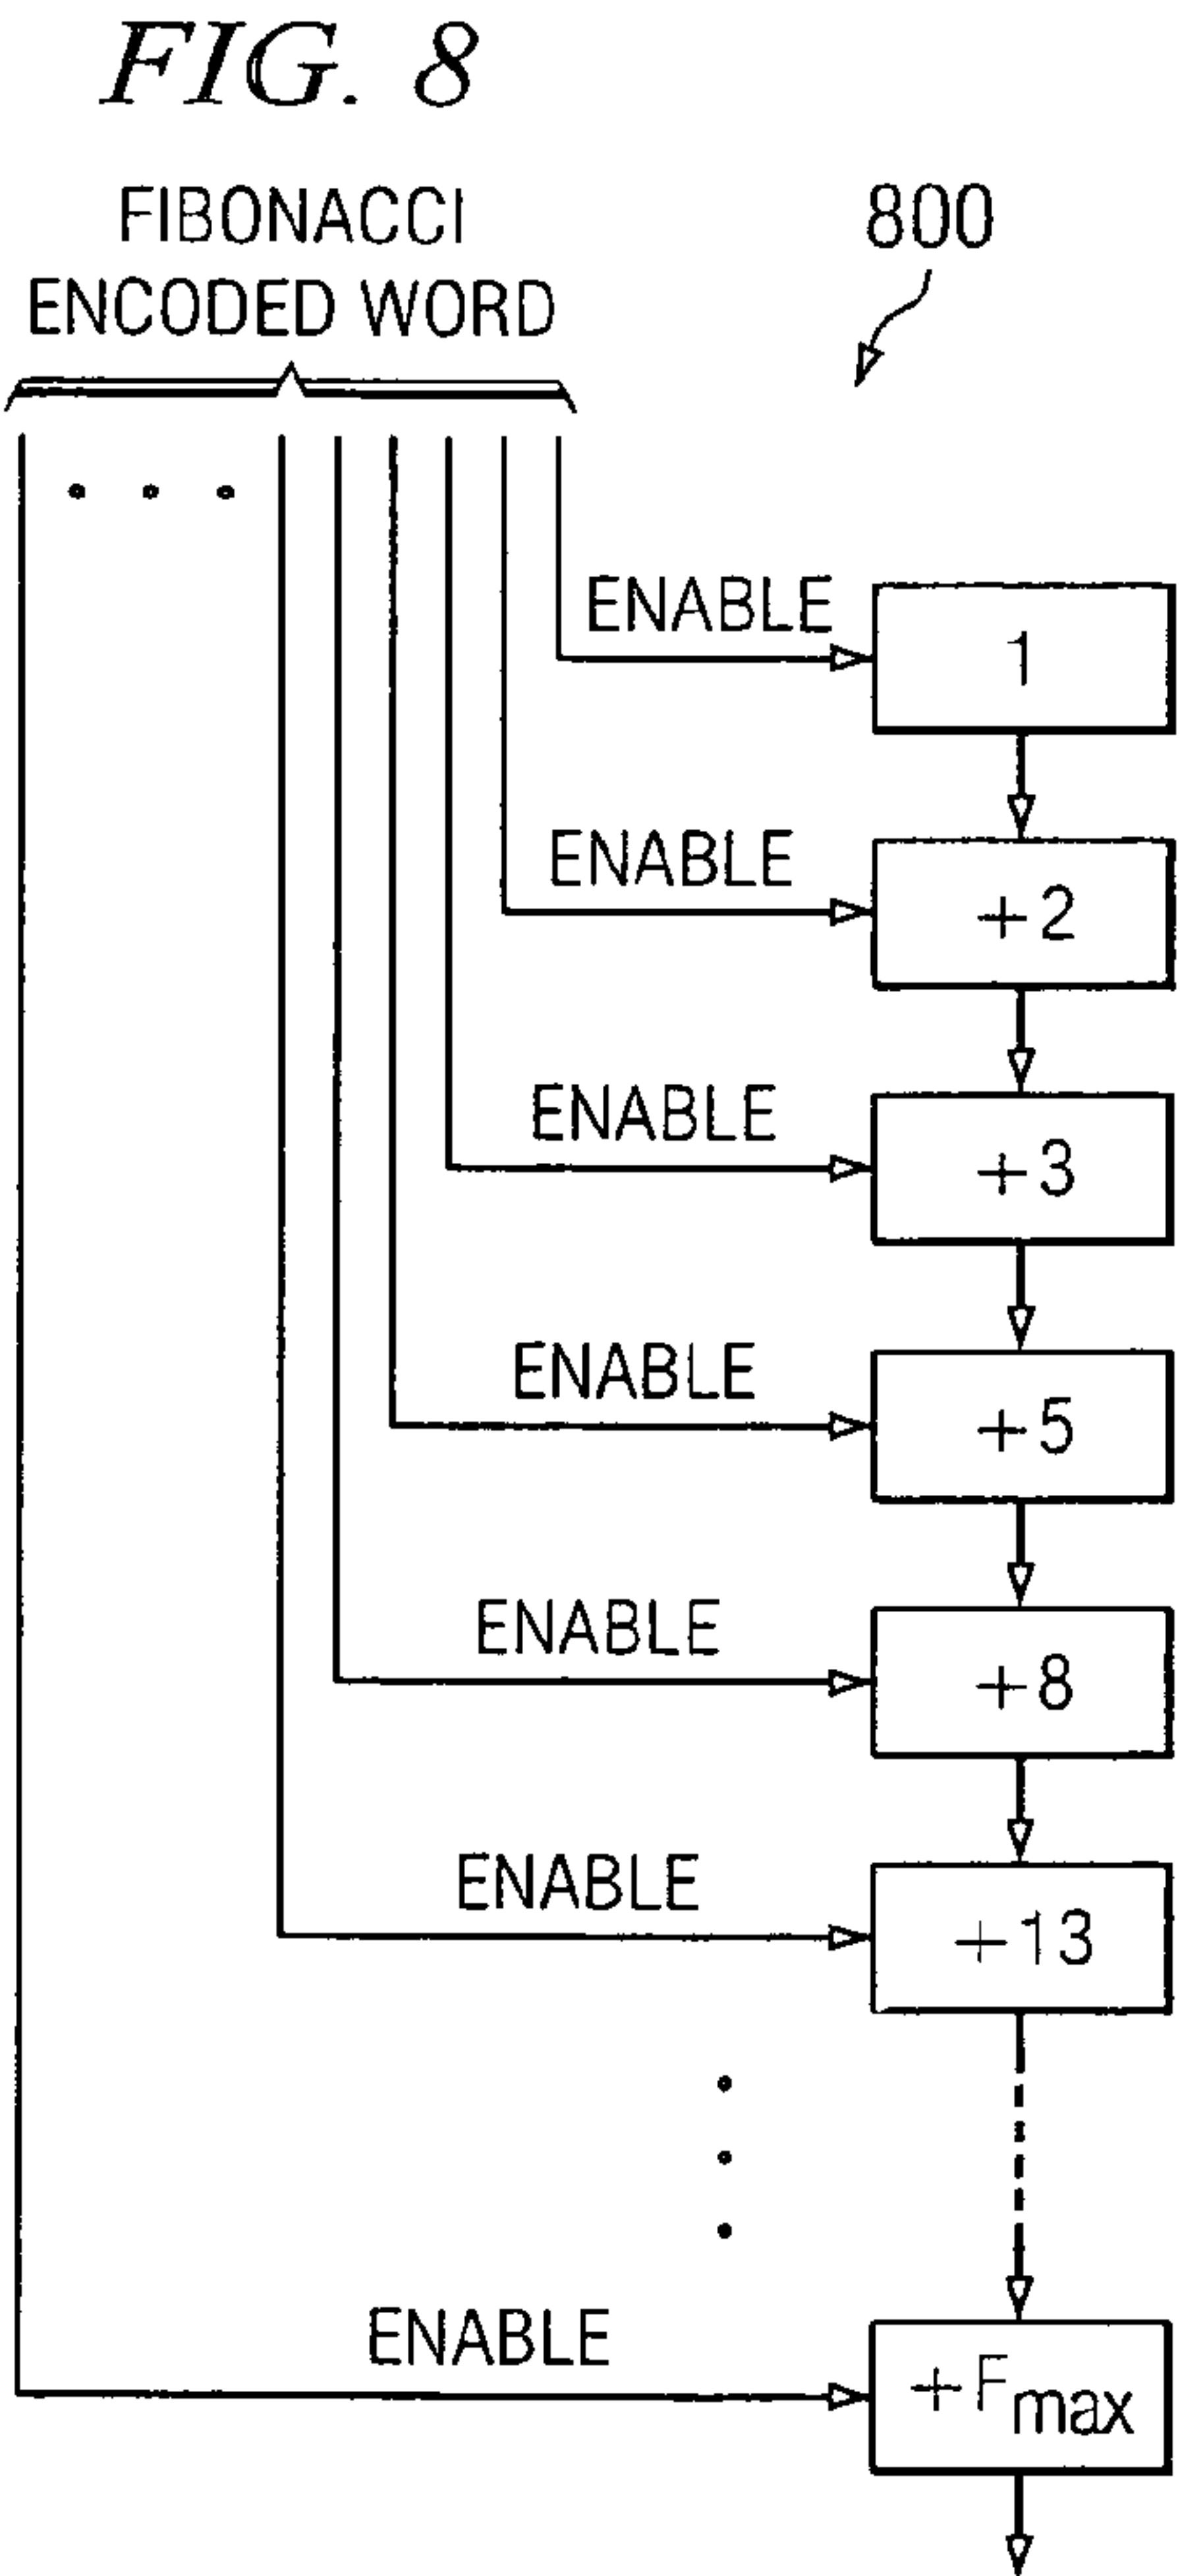 FIG. 8
FIBONACCI
ENCODED WORD
800
ENABLE
1
ENABLE
+2
ENABLE
+3
ENABLE
+5
ENABLE
+8
ENABLE
+13
ENABLE
+Fmax